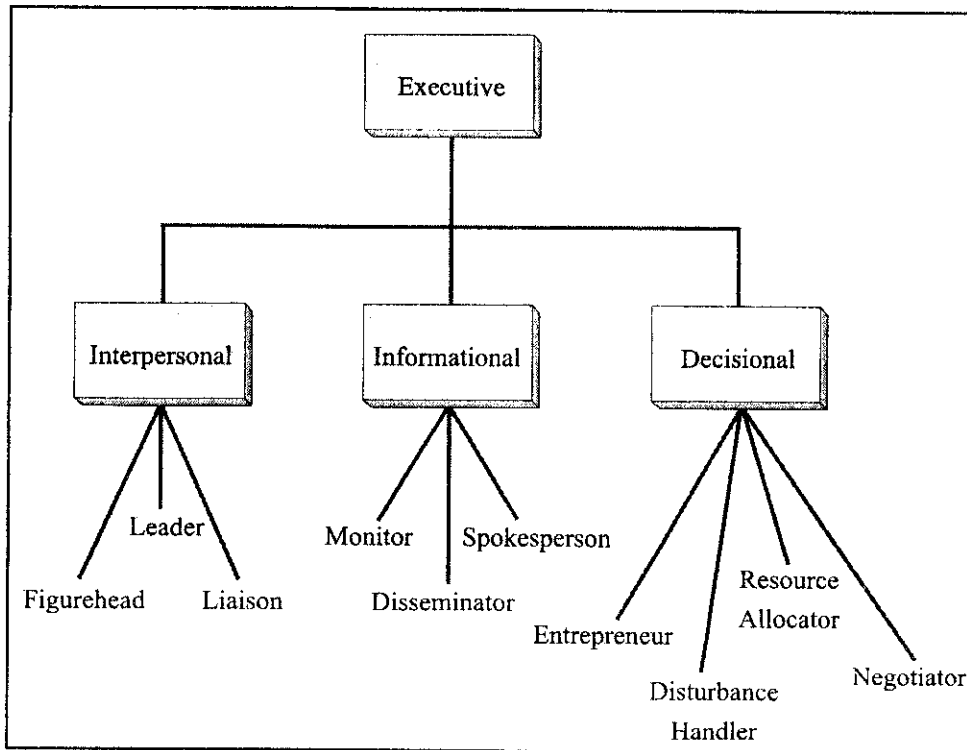 Executive
Interpersonal
Informational
Decisional
Leader
Figurehead
Liaison
Monitor
Spokesperson
Disseminator
Entrepreneur
Disturbance
Handler
Resource
Allocator
Negotiator